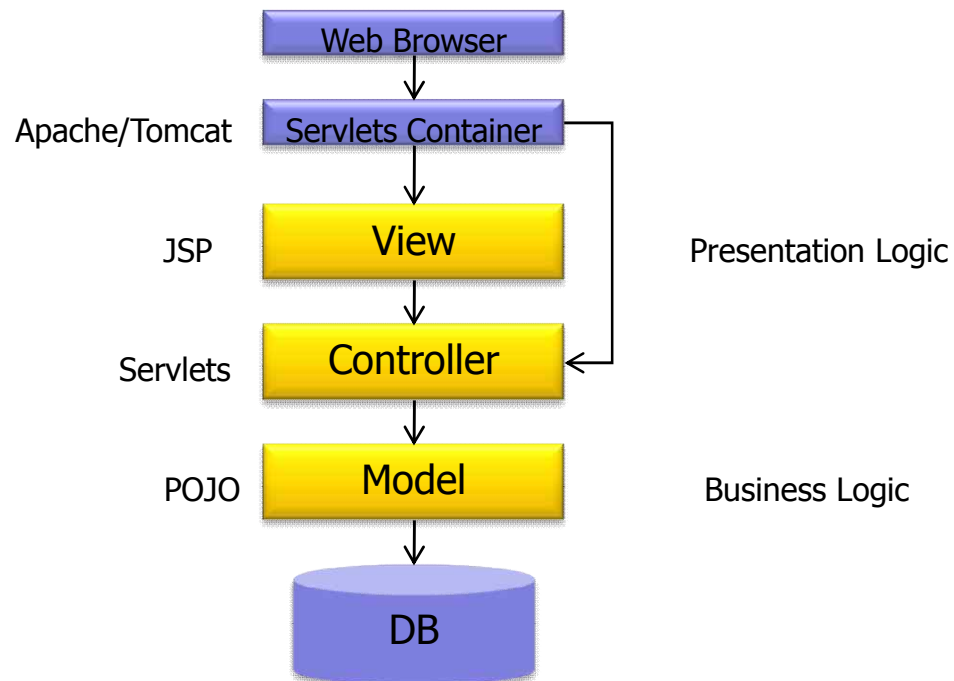 Web Browser
Apache/Tomcat
Servlets Container
JSP
View
Presentation Logic
Servlets
Controller
POJO
Model
Business Logic
DB